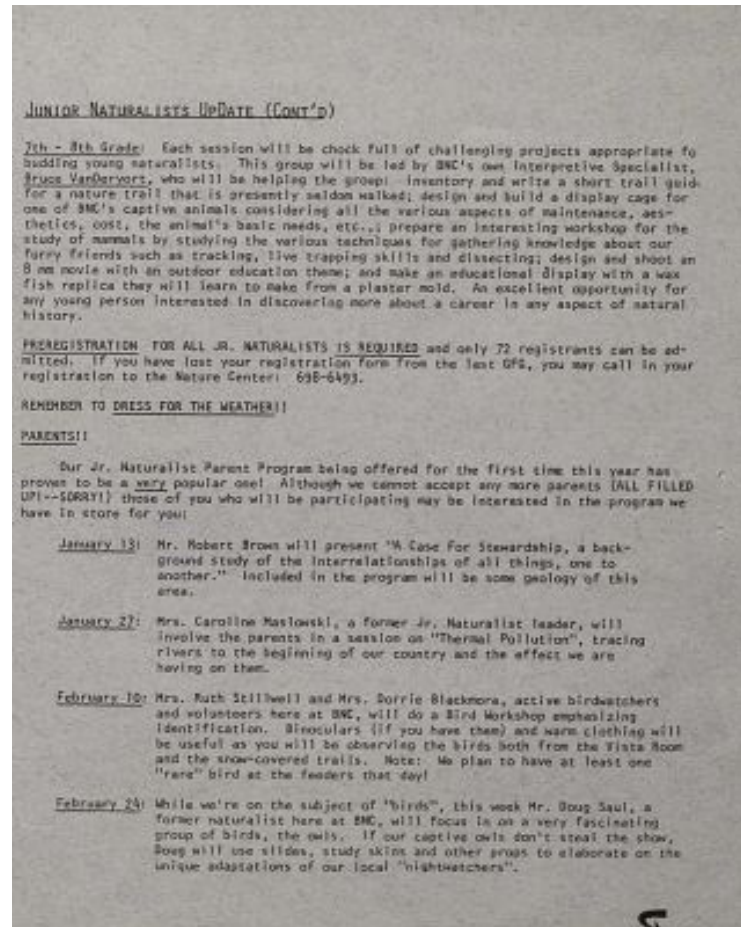 JUNIOR NATURALISTS UPDATE (CONT'D)
7th - 8th Grade: Each session will be chock full of challenging projects appropriate fo
budding young naturalists. This group will be led by BNC's own Interpretive Specialist,
Bruce VanDervort, who will be helping the group: inventory and write a short trail guid
for a nature trail that is presently seldom walked; design and build a display cage for
one of BNC's captive animals considering all the various aspects of maintenance, aes-
thetics, cost, the animal's basic needs, etc..; prepare an interesting workshop for the
study of mammals by studying the various techniques for gathering knowledge about our
furry friends such as tracking, live trapping skills and dissecting; design and shoot an
8 mm movie with an outdoor education theme; and make an educational display with a wax
fish replica they will learn to make from a plaster mold. An excellent opportunity for
any young person interested in discovering more about a career in any aspect of natural
history.
PREREGISTRATION FOR ALL JR. NATURALISTS IS REQUIRED and only 72 registrants can be ad-
mitted. If you have lost your registration form from the last GFG, you may call in your
registration to the Nature Center: 698-6493.
REMEMBER TO DRESS FOR THE WEATHER!!
PARENTS!!
Our Jr. Naturalist Parent Program being offered for the first time this year has
proven to be a very popular one! Although we cannot accept any more parents (ALL FILLED
UP!--SORRY!) those of you who will be participating may be interested in the program we
have in store for you:
January 13: Mr. Robert Brown will present "A Case For Stewardship, a back-
ground study of the interrelationships of all things, one to
another." Included in the program will be some geology of this
area.
January 27: Mrs. Caroline Maslowski, a former Jr. Naturalist leader, will
involve the parents in a session on "Thermal Pollution", tracing
rivers to the beginning of our country and the effect we are
having on them.
February 10: Mrs. Ruth Stillwell and Mrs. Dorrie Blackmore, active birdwatchers
and volunteers here at BNC, will do a Bird Workshop emphasizing
identification. Binoculars (if you have them) and warm clothing will
be useful as you will be observing the birds both from the Vista Room
and the snow-covered trails. Note: We plan to have at least one
"rare" bird at the feeders that day!
February 24: While we're on the subject of "birds", this week Mr. Doug Saul, a
former naturalist here at BNC, will focus in on a very fascinating
group of birds, the owls. If our captive owls don't steal the show,
Doug will use slides, study skins and other props to elaborate on the
unique adaptations of our local "nightwatchers".